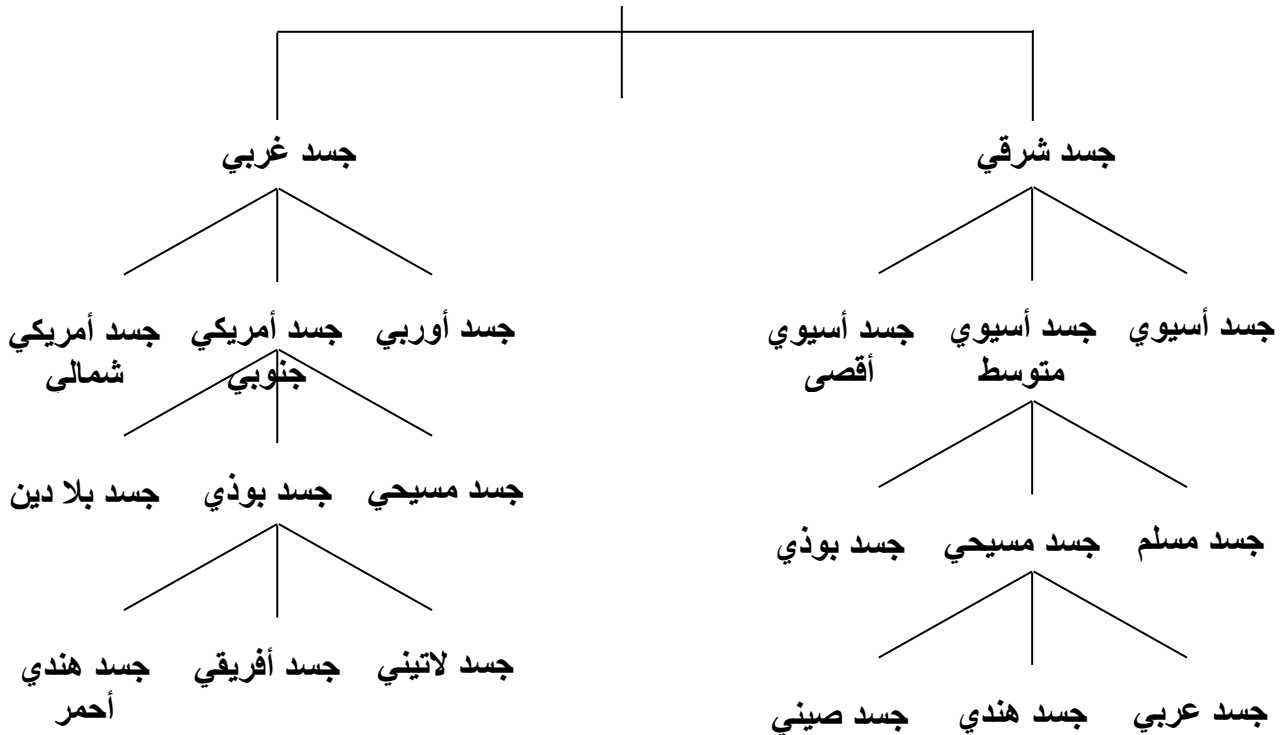 جسد شرقي
جسد غربي
جسد أسيوي
جسد أسيوي متوسط
جسد أسيوي أقصى
جسد أوربي
جسد أمريكي جنوبي
جسد أمريكي شمالى
جسد مسلم
جسد مسيحي
جسد بوذي
جسد مسيحي
جسد بوذي
جسد بلا دين
جسد عربي
جسد هندي
جسد صيني
جسد لاتيني
جسد أفريقي
جسد هندي أحمر